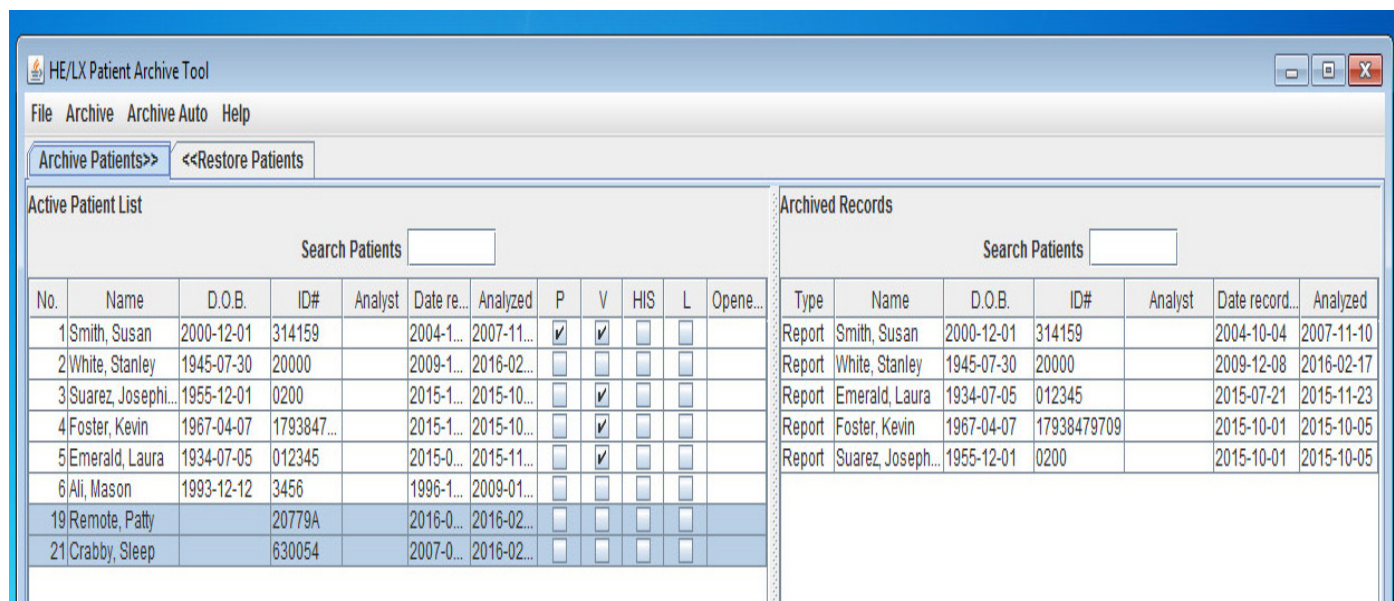 HE/LX Patient Archive Tool
File Archive Archive Auto Help
Archive Patients>> <<Restore Patients
Active Patient List
Search Patients
No. Name D.O.B. ID# Analyst Date re... Analyzed P V HIS L Opene...
1 Smith, Susan 2000-12-01 314159 2004-1... 2007-11...
2 White, Stanley 1945-07-30 20000 2009-1... 2016-02...
3 Suarez, Josephi... 1955-12-01 0200 2015-1... 2015-10...
4 Foster, Kevin 1967-04-07 1793847... 2015-1... 2015-10...
5 Emerald, Laura 1934-07-05 012345 2015-0... 2015-11...
6 Ali, Mason 1993-12-12 3456 1996-1... 2009-01...
19 Remote, Patty 20779A 2016-0... 2016-02...
21 Crabby, Sleep 630054 2007-0... 2016-02...
Archived Records
Search Patients
Type Name D.O.B. ID# Analyst Date record... Analyzed
Report Smith, Susan 2000-12-01 314159 2004-10-04 2007-11-10
Report White, Stanley 1945-07-30 20000 2009-12-08 2016-02-17
Report Emerald, Laura 1934-07-05 012345 2015-07-21 2015-11-23
Report Foster, Kevin 1967-04-07 17938479709 2015-10-01 2015-10-05
Report Suarez, Joseph... 1955-12-01 0200 2015-10-01 2015-10-05